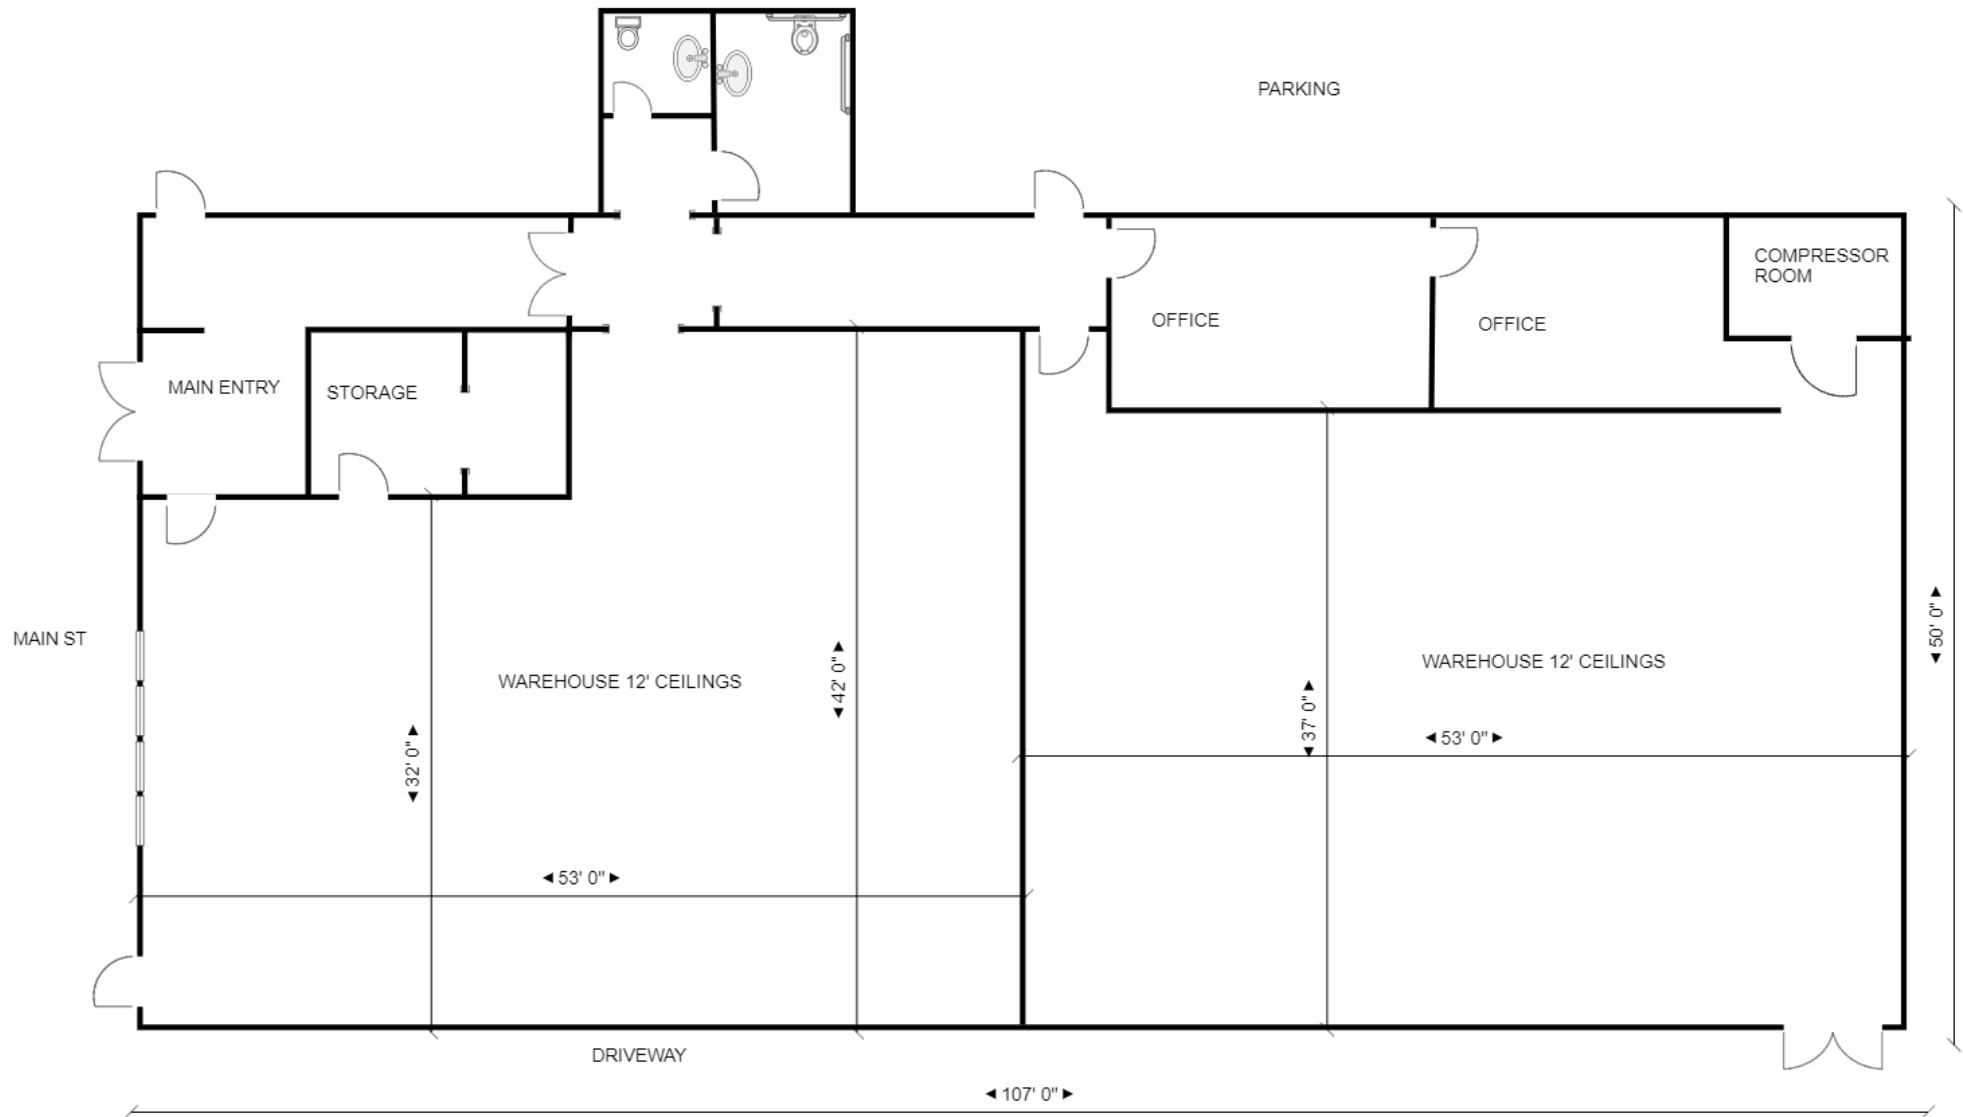 PARKING
COMPRESSOR
ROOM
OFFICE
OFFICE
MAIN ENTRY
STORAGE
50' 0"
MAIN ST
WAREHOUSE 12' CEILINGS
42' 0"
WAREHOUSE 12' CEILINGS
37' 0"
53' 0"
32' 0"
53' 0"
DRIVEWAY
107' 0"